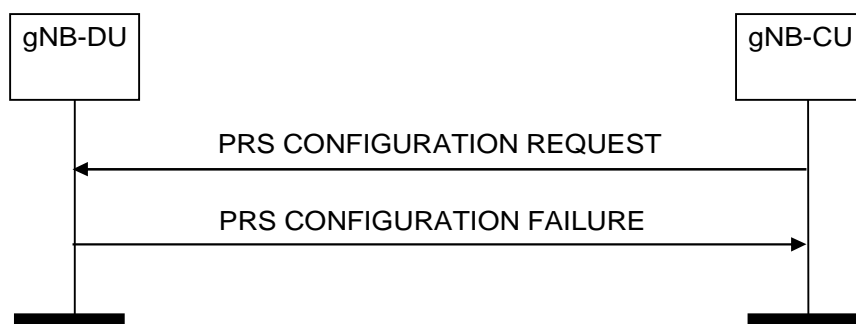 gNB-DU
gNB-CU
PRS CONFIGURATION REQUEST
PRS CONFIGURATION FAILURE